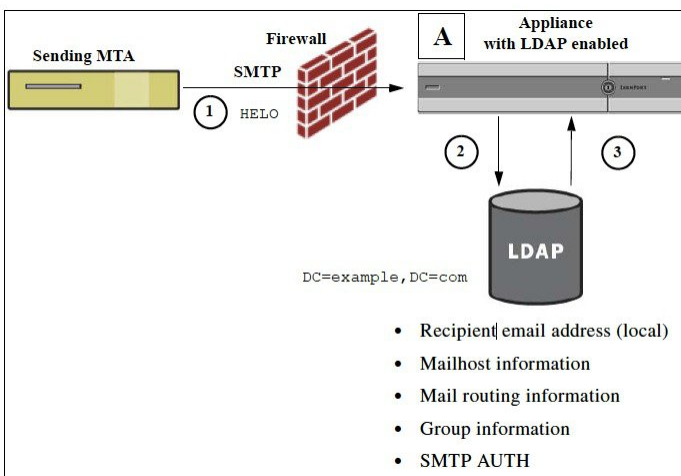 Sending MTA
Firewall
SMTP
1
HELO
A
Appliance
with LDAP enabled
IRONPORT
2
3
LDAP
DC=example,DC=com
• Recipient email address (local)
• Mailhost information
• Mail routing information
• Group information
• SMTP AUTH